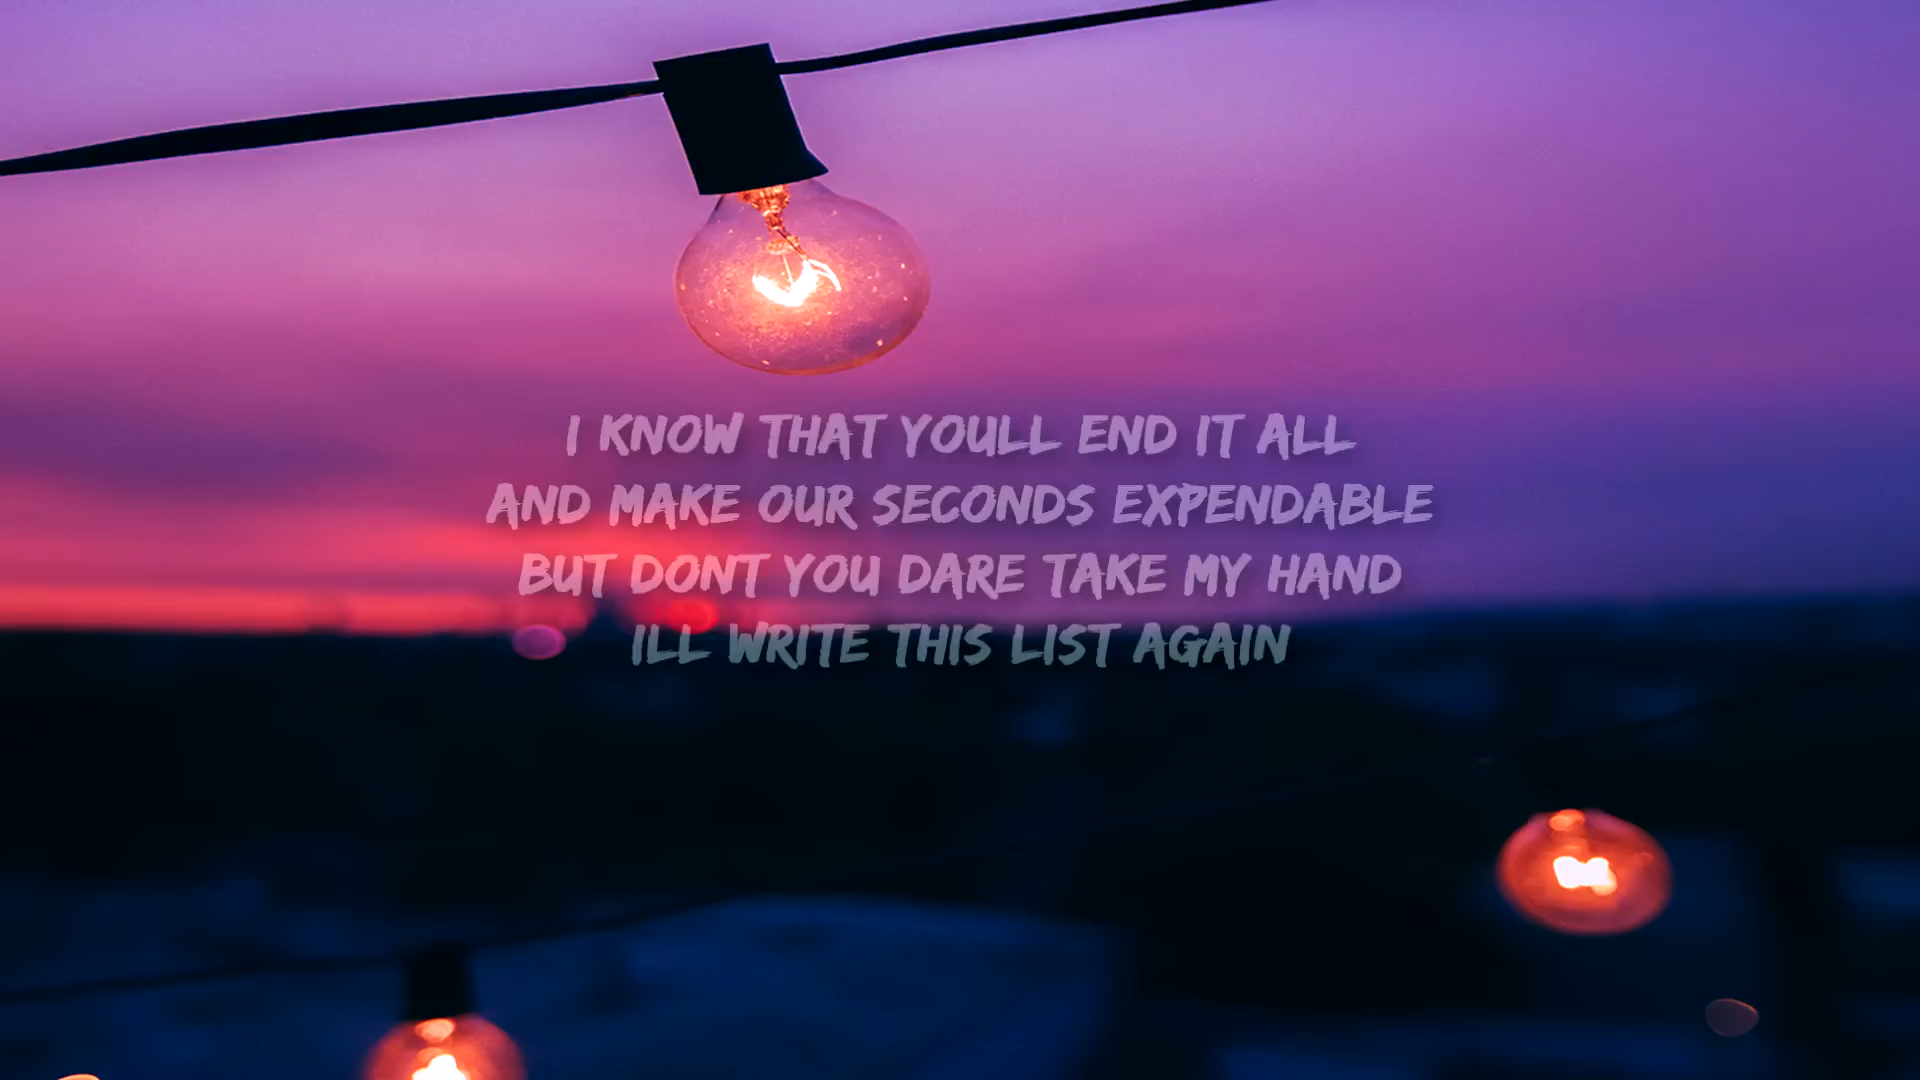 I KNOW THAT YOULL END IT ALL
AND MAKE OUR SECONDS EXPENDABLE
BUT DONT YOU DARE TAKE MY HAND
ILL WRITE THIS LIST AGAIN